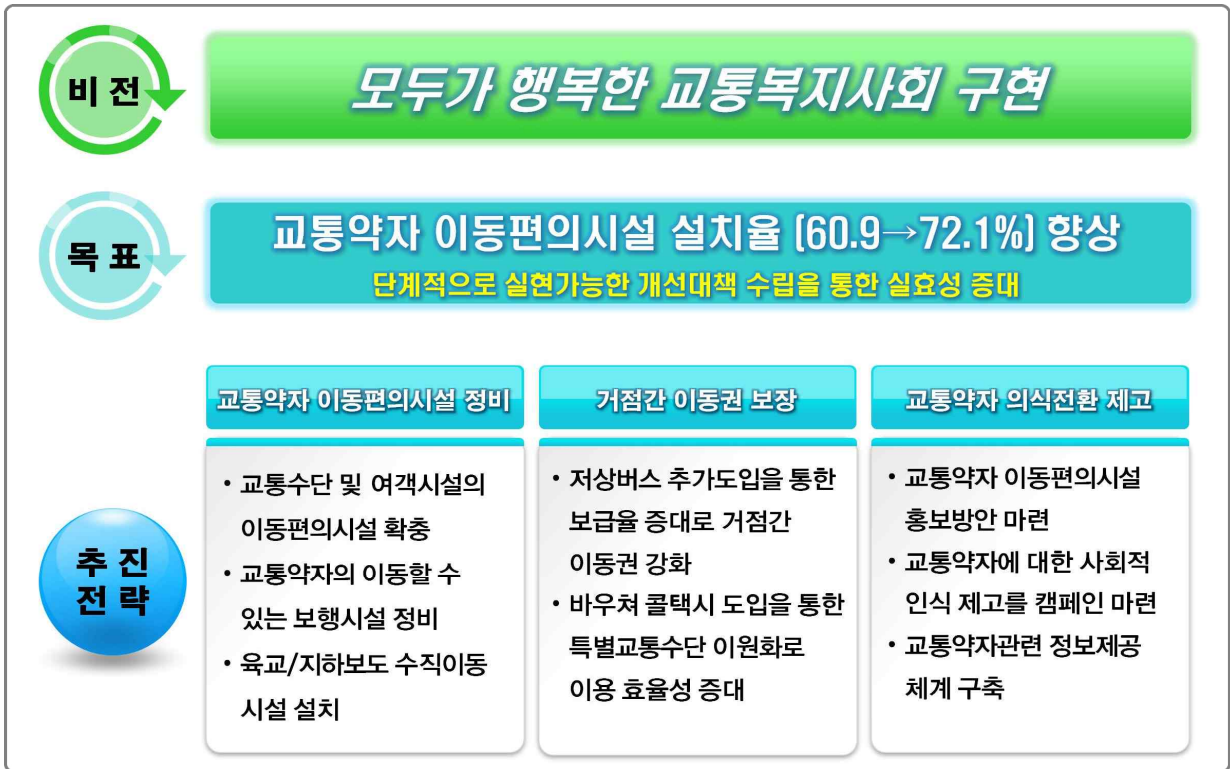 비 전
모두가 행복한 교통복지사회 구현
목 표
교통약자 이동편의시설 설치율 [60.9→72.1%] 향상
단계적으로 실현가능한 개선대책 수립을 통한 실효성 증대
추 진
전 략
교통약자 이동편의시설 정비
• 교통수단 및 여객시설의
이동편의시설 확충
• 교통약자의 이동할 수
있는 보행시설 정비
• 육교/지하보도 수직이동
시설 설치
거점간 이동권 보장
• 저상버스 추가도입을 통한
보급율 증대로 거점간
이동권 강화
• 바우쳐 콜택시 도입을 통한
특별교통수단 이원화로
이용 효율성 증대
교통약자 의식전환 제고
• 교통약자 이동편의시설
홍보방안 마련
• 교통약자에 대한 사회적
인식 제고를 캠페인 마련
• 교통약자관련 정보제공
체계 구축